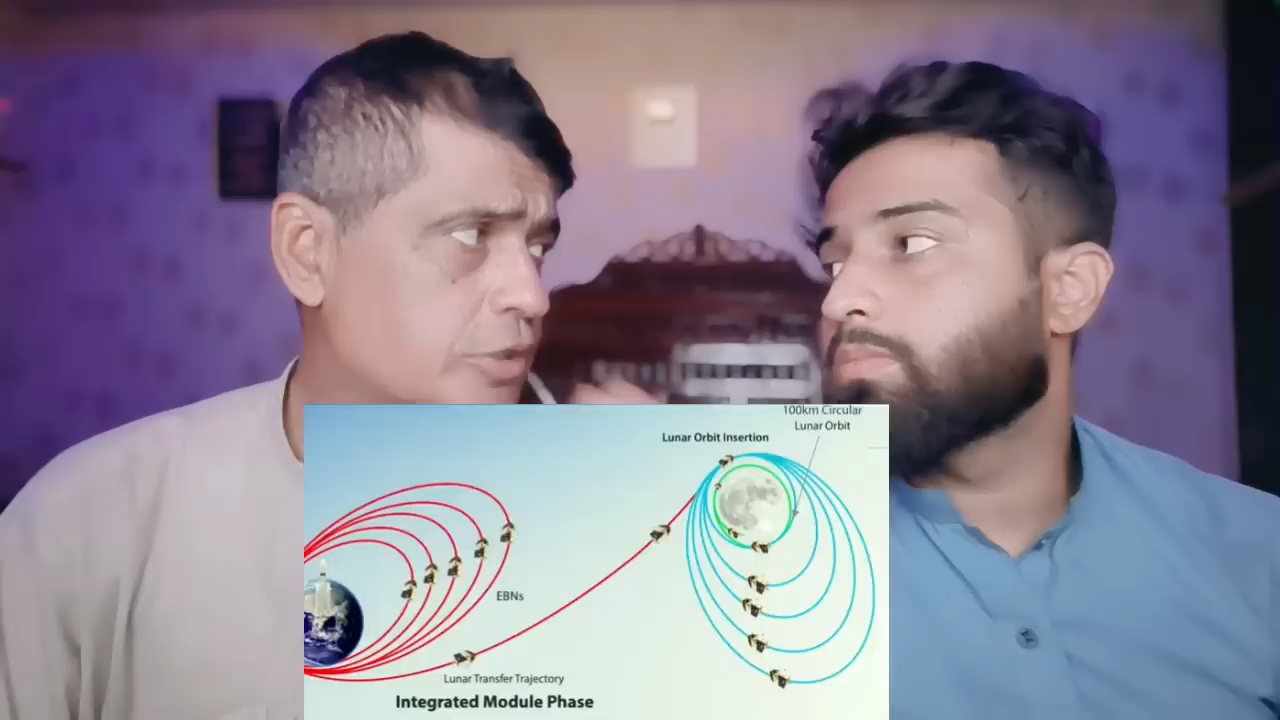 100km Circular
Lunar Orbit
Lunar Orbit Insertion
EBNs
Lunar Transfer Trajectory
Integrated Module Phase